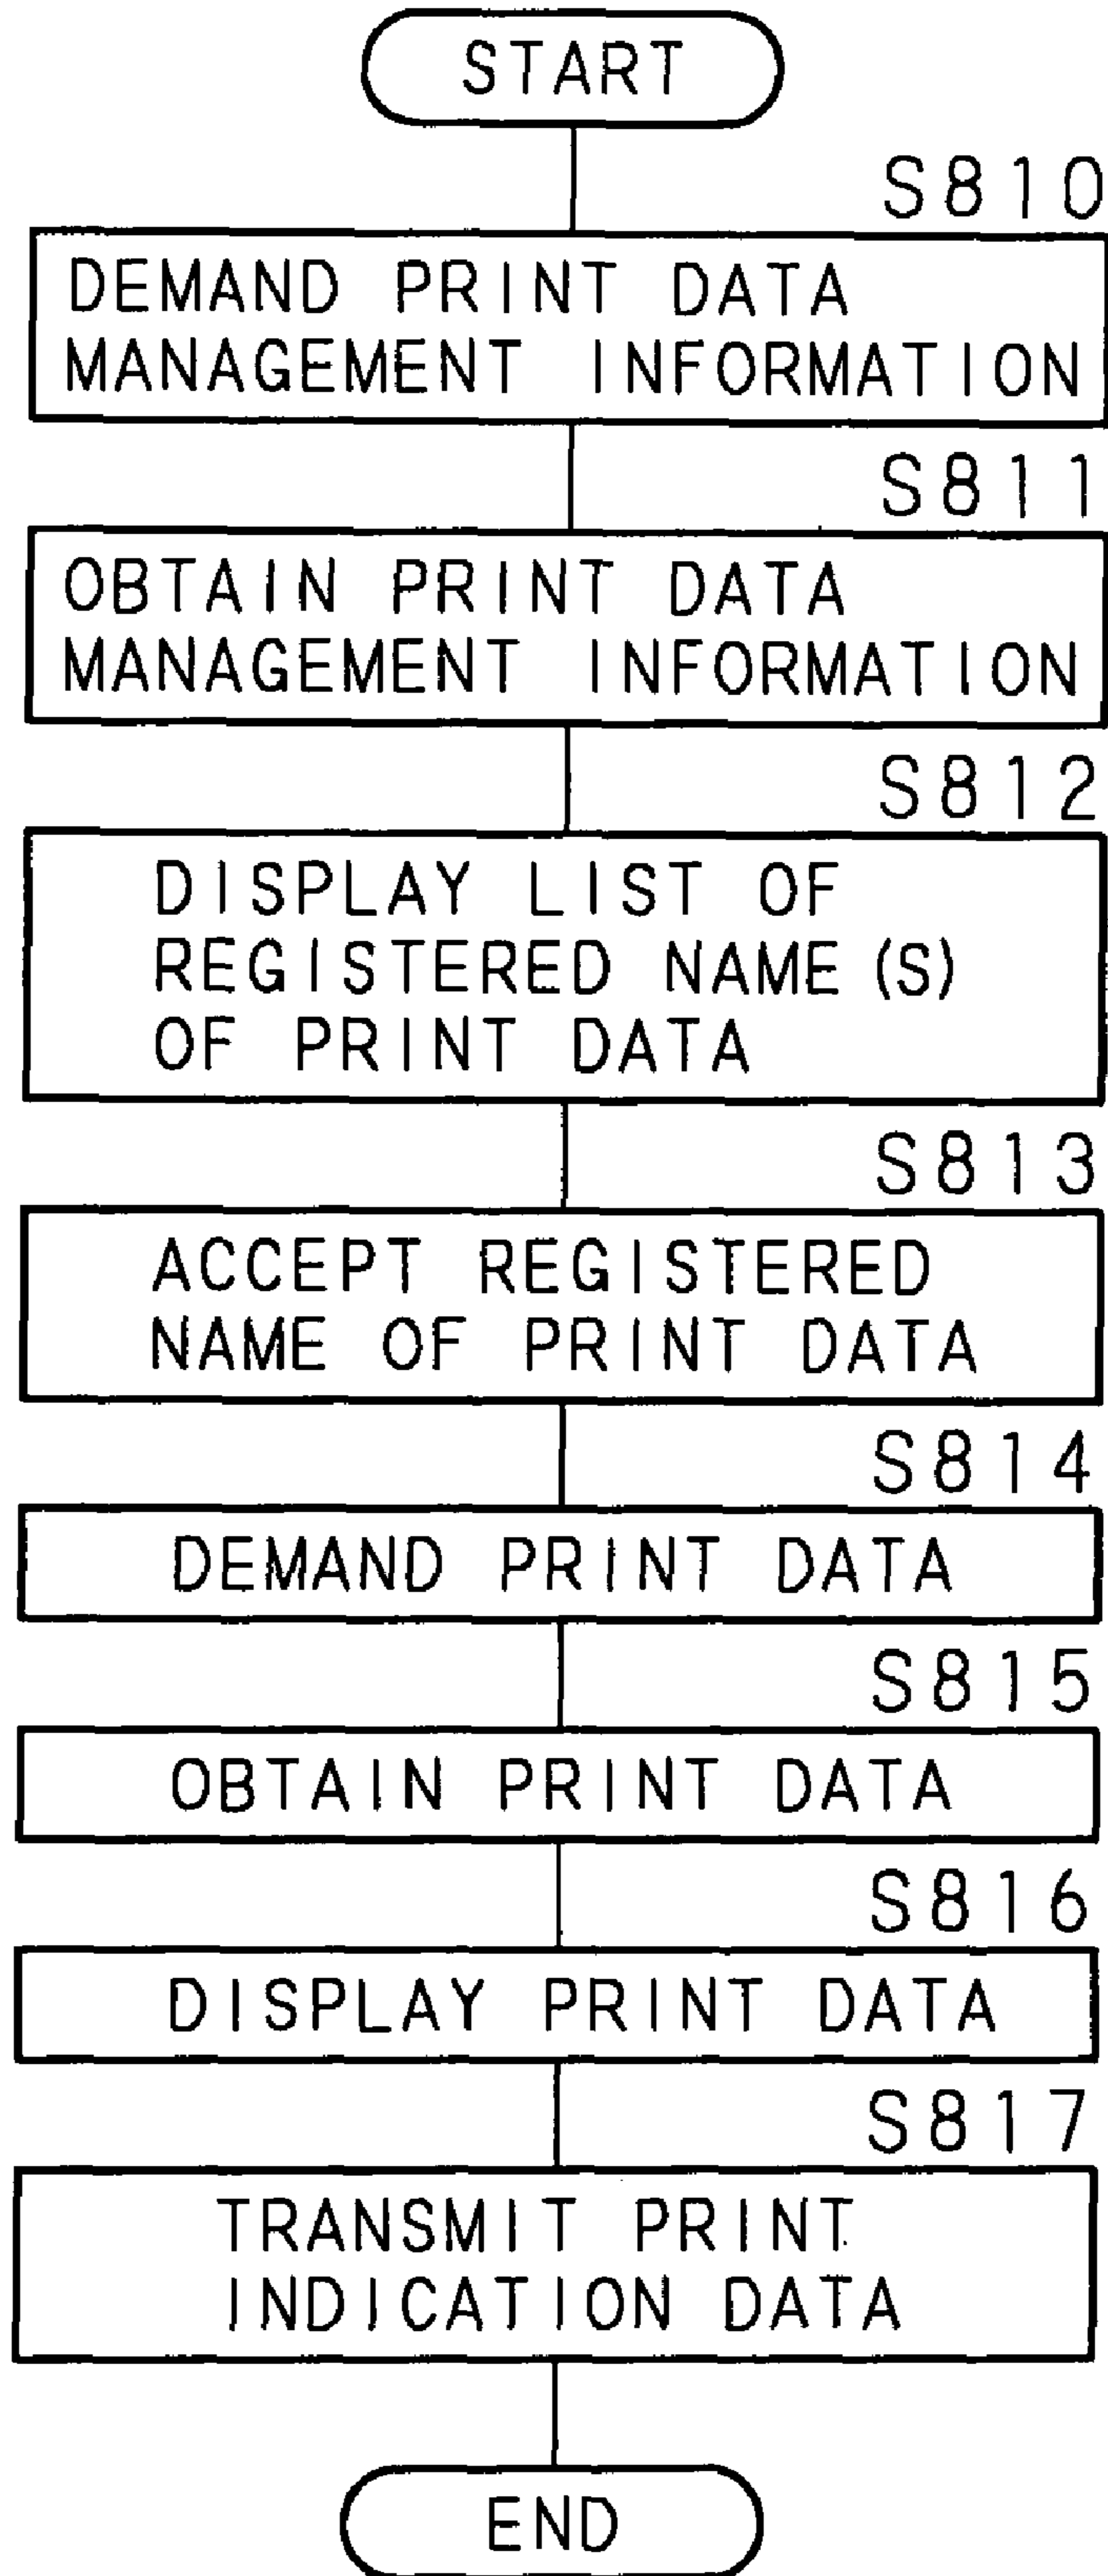 START
S810
DEMAND PRINT DATA
MANAGEMENT INFORMATION
S811
OBTAIN PRINT DATA
MANAGEMENT INFORMATION
S812
DISPLAY LIST OF
REGISTERED NAME(S)
OF PRINT DATA
S813
ACCEPT REGISTERED
NAME OF PRINT DATA
S814
DEMAND PRINT DATA
S815
OBTAIN PRINT DATA
S816
DISPLAY PRINT DATA
S817
TRANSMIT PRINT
INDICATION DATA
END